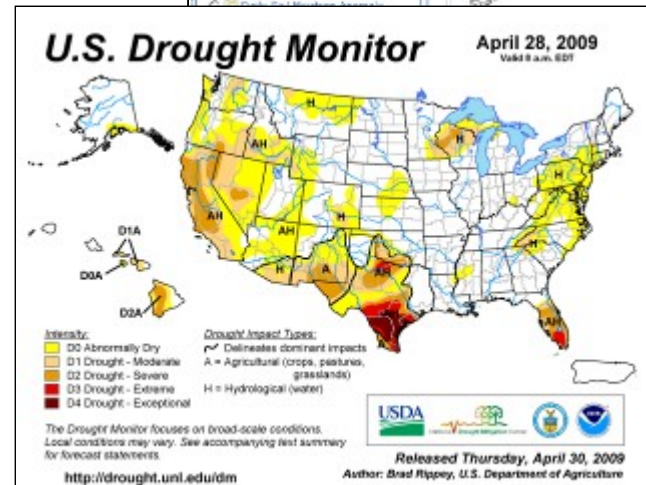 U.S. Drought Monitor
April 28, 2009
Valid 8 a.m. EDT
H
AH
H
AH
AH
H
H
A
AH
H
H
AH
D1A
D0A
D2A
Intensity:
D0 Abnormally Dry
D1 Drought - Moderate
D2 Drought - Severe
D3 Drought - Extreme
D4 Drought - Exceptional
Drought Impact Types:
Delineates dominant impacts
A = Agricultural (crops, pastures,
grasslands)
H = Hydrological (water)
The Drought Monitor focuses on broad-scale conditions.
Local conditions may vary. See accompanying text summary
for forecast statements.
http://drought.unl.edu/dm
USDA
Released Thursday, April 30, 2009
Author: Brad Rippey, U.S. Department of Agriculture